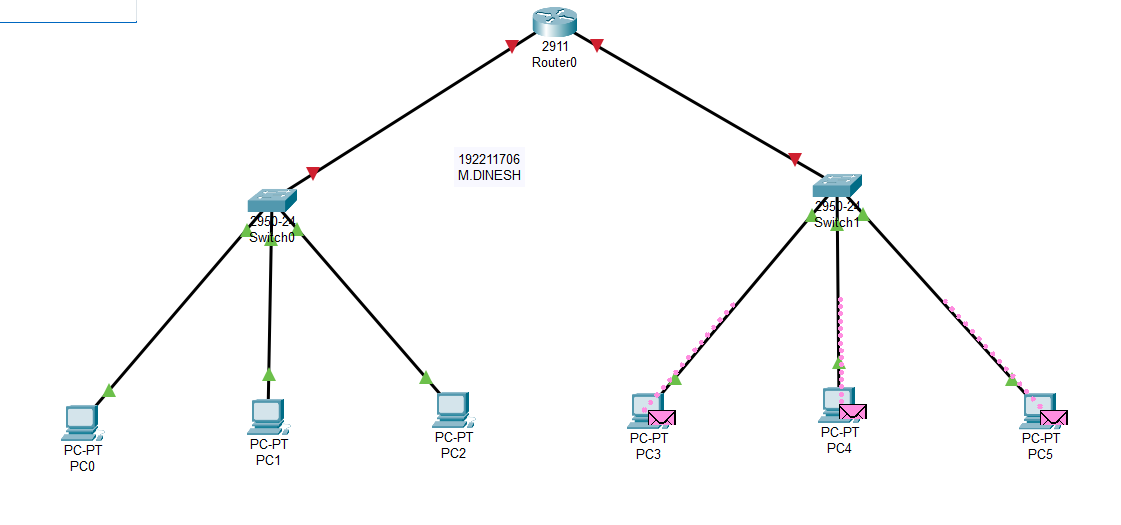 2911
Router0
192211706
M.DINESH
2950-24
Switch0
2950-24
Switch1
PC-PT
PC0
PC-PT
PC1
PC-PT
PC2
PC-PT
PC3
PC-PT
PC4
PC-PT
PC5